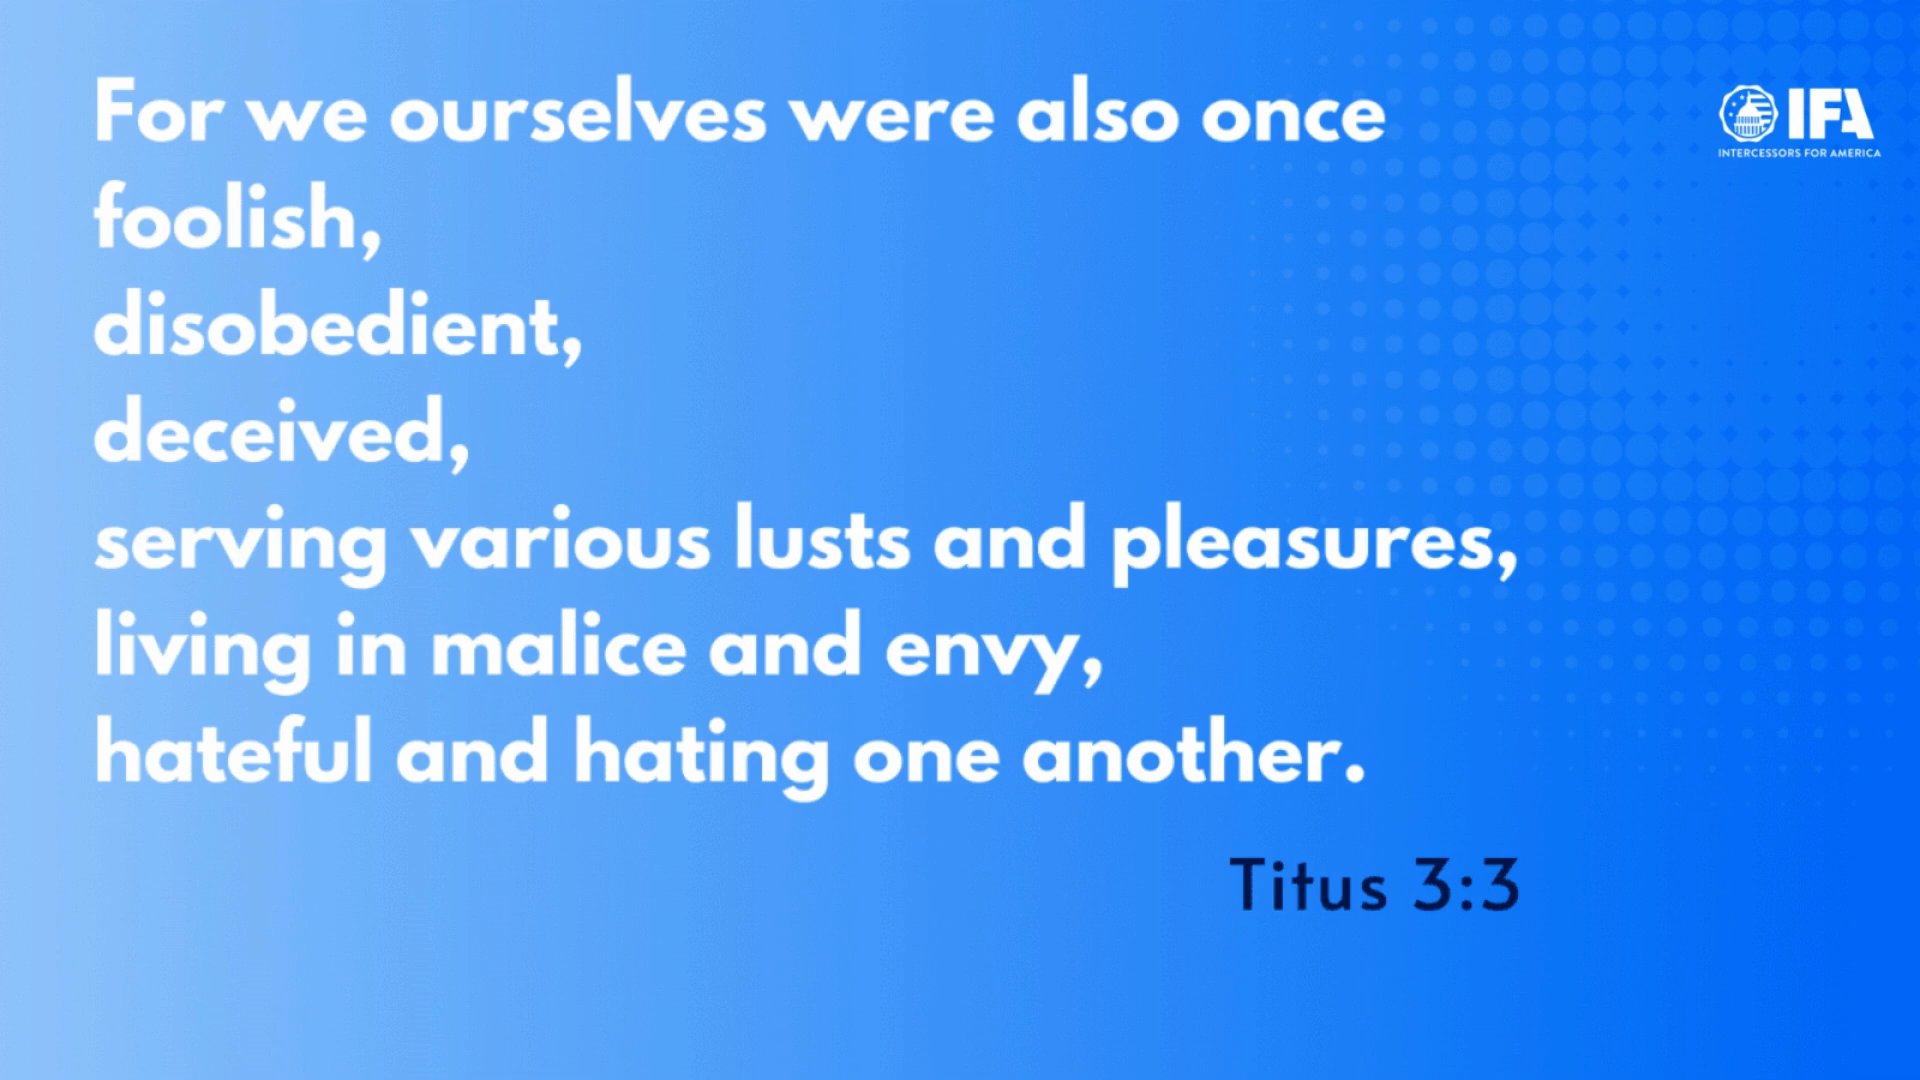 For we ourselves were also once
foolish,
disobedient,
deceived,
serving various lusts and pleasures,
living in malice and envy,
hateful and hating one another.
Titus 3:3
IFA
INTERCESSORS FOR AMERICA